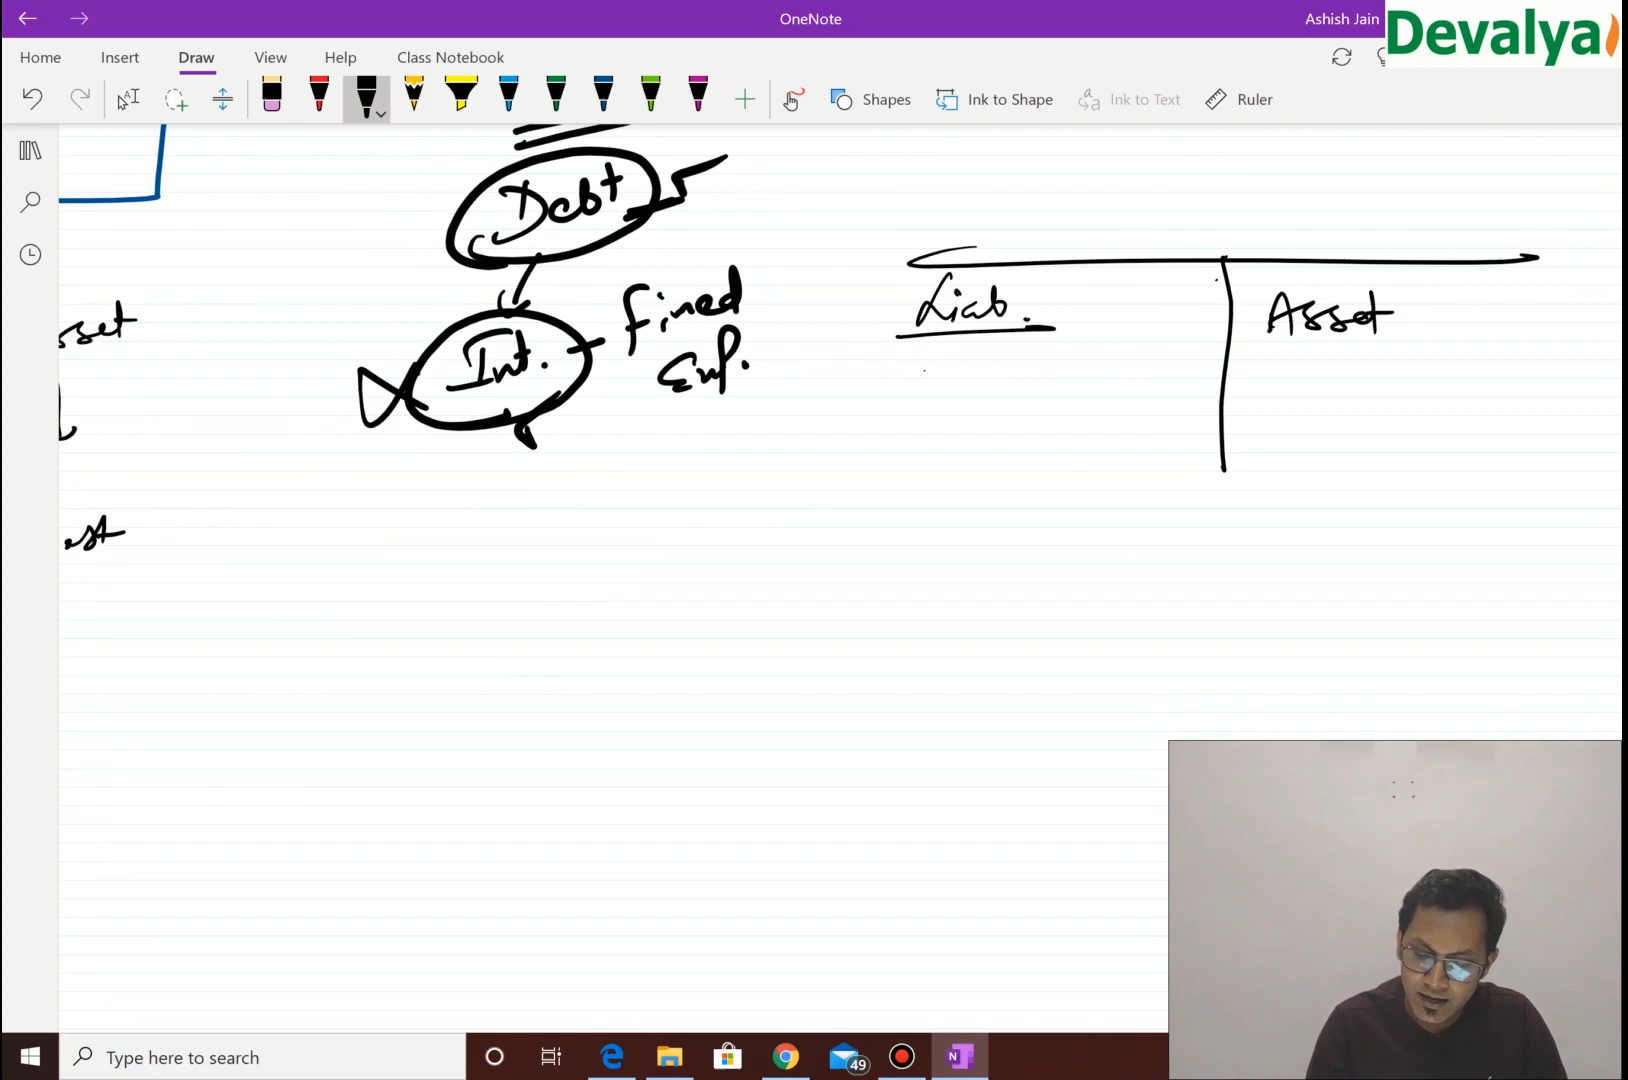 OneNote
Ashish Jain
Devalya
Home Insert Draw View Help Class Notebook
Shapes Ink to Shape Ink to Text Ruler
Debt
Int.
Fixed
Exp.
Liab. Asset
sset
est
Type here to search
49